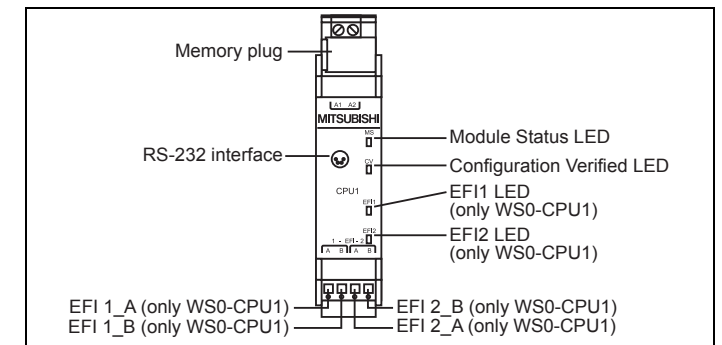 Memory plug
A1 A2
MITSUBISHI
MS
Module Status LED
RS-232 interface
CV
Configuration Verified LED
CPU1
EFI1
EFI1 LED
(only WS0-CPU1)
EFI2
EFI2 LED
(only WS0-CPU1)
1 - EFI - 2
A B A B
EFI 1_A (only WS0-CPU1)
EFI 2_B (only WS0-CPU1)
EFI 1_B (only WS0-CPU1)
EFI 2_A (only WS0-CPU1)